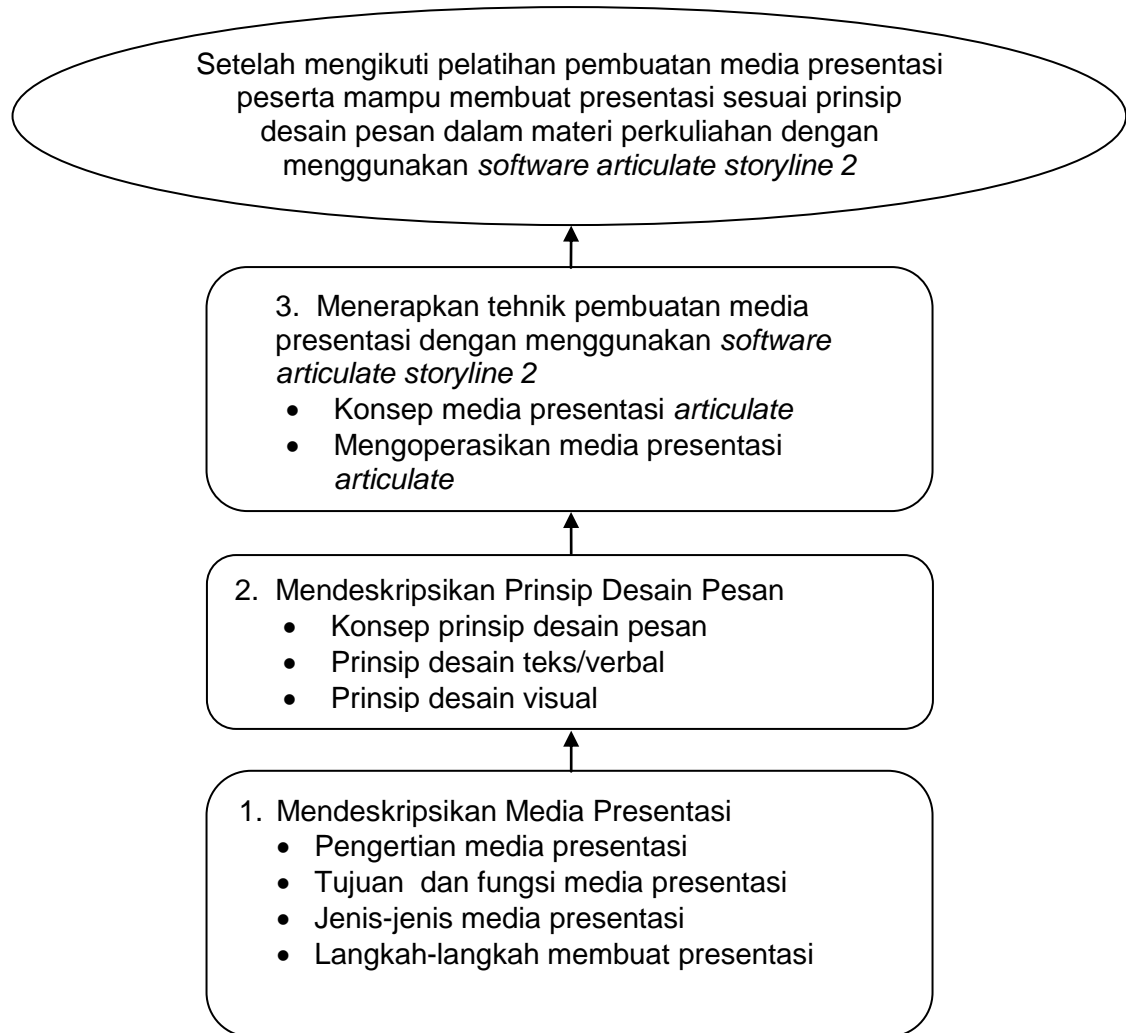 Setelah mengikuti pelatihan pembuatan media presentasi
peserta mampu membuat presentasi sesuai prinsip
desain pesan dalam materi perkuliahan dengan
menggunakan software articulate storyline 2
3. Menerapkan tehnik pembuatan media
presentasi dengan menggunakan software
articulate storyline 2
• Konsep media presentasi articulate
• Mengoperasikan media presentasi
articulate
2. Mendeskripsikan Prinsip Desain Pesan
• Konsep prinsip desain pesan
• Prinsip desain teks/verbal
• Prinsip desain visual
1. Mendeskripsikan Media Presentasi
• Pengertian media presentasi
• Tujuan dan fungsi media presentasi
• Jenis-jenis media presentasi
• Langkah-langkah membuat presentasi